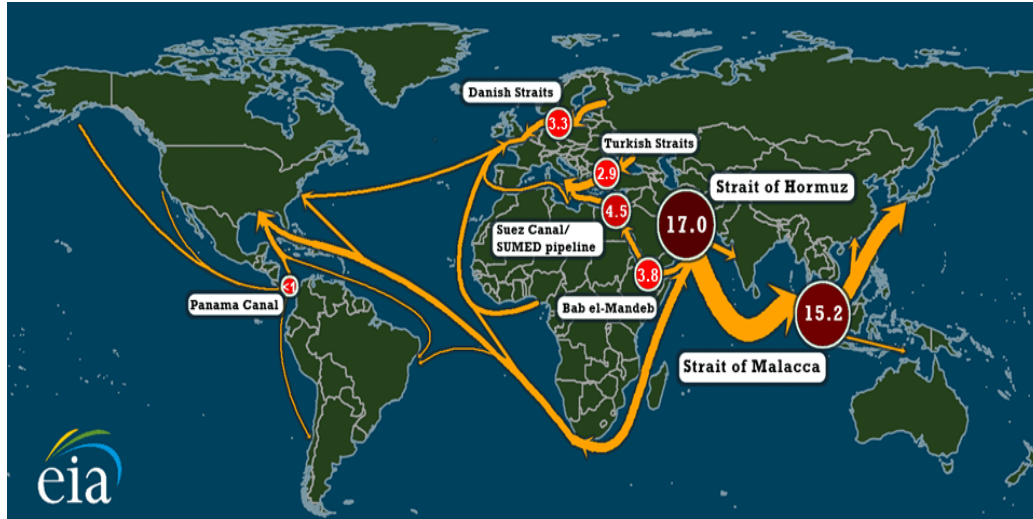 Danish Straits
3.3
Turkish Straits
2.9
Strait of Hormuz
17.0
4.5
Suez Canal/
SUMED pipeline
3.8
Bab el-Mandeb
<1
Panama Canal
15.2
Strait of Malacca
eia